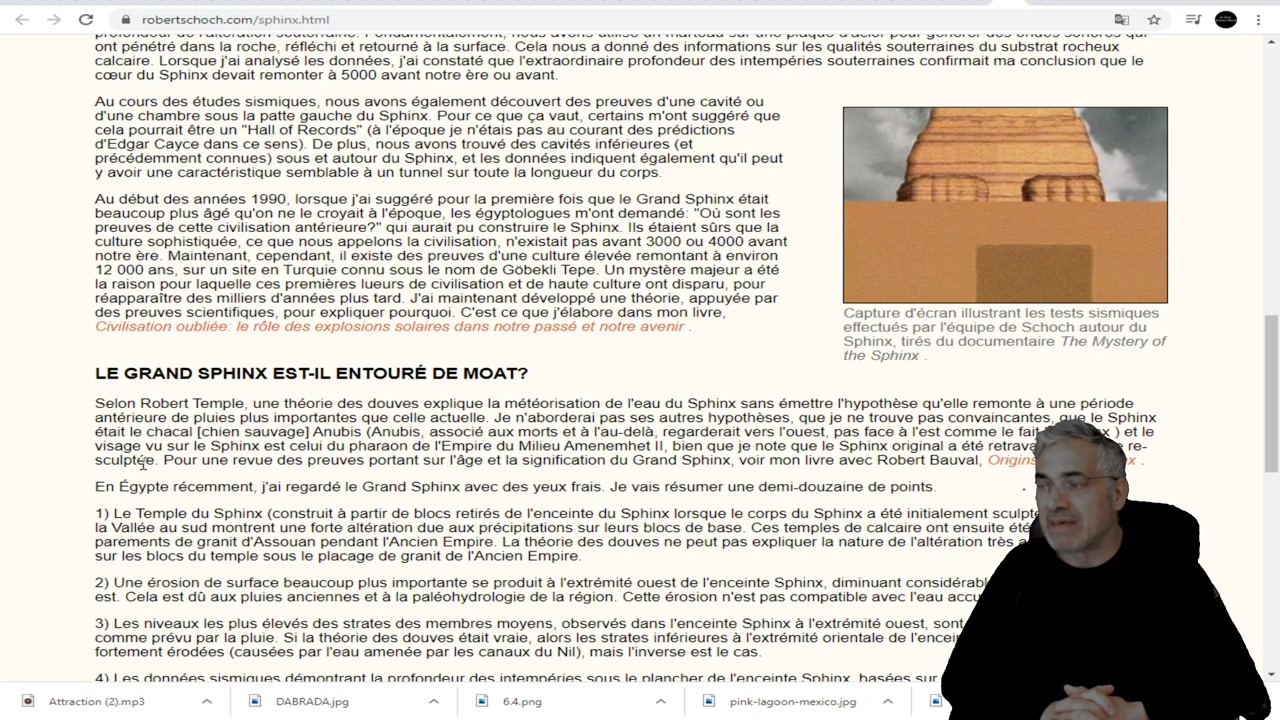 robertschoch.com/sphinx.html
ont pénétré dans la roche, réfléchi et retourné à la surface. Cela nous a donné des informations sur les qualités souterraines du substrat rocheux
calcaire. Lorsque j'ai analysé les données, j'ai constaté que l'extraordinaire profondeur des intempéries souterraines confirmait ma conclusion que le
cœur du Sphinx devait remonter à 5000 avant notre ère ou avant.
Au cours des études sismiques, nous avons également découvert des preuves d'une cavité ou
d'une chambre sous la patte gauche du Sphinx. Pour ce que ça vaut, certains m'ont suggéré que
cela pourrait être un "Hall of Records" (à l'époque je n'étais pas au courant des prédictions
d'Edgar Cayce dans ce sens). De plus, nous avons trouvé des cavités inférieures (et
précédemment connues) sous et autour du Sphinx, et les données indiquent également qu'il peut
y avoir une caractéristique semblable à un tunnel sur toute la longueur du corps.
Au début des années 1990, lorsque j'ai suggéré pour la première fois que le Grand Sphinx était
beaucoup plus âgé qu'on ne le croyait à l'époque, les égyptologues m'ont demandé: "Où sont les
preuves de cette civilisation antérieure?" qui aurait pu construire le Sphinx. Ils étaient sûrs que la
culture sophistiquée, ce que nous appelons la civilisation, n'existait pas avant 3000 ou 4000 avant
notre ère. Maintenant, cependant, il existe des preuves d'une culture élevée remontant à environ
12 000 ans, sur un site en Turquie connu sous le nom de Göbekli Tepe. Un mystère majeur a été
la raison pour laquelle ces premières lueurs de civilisation et de haute culture ont disparu, pour
réapparaître des milliers d'années plus tard. J'ai maintenant développé une théorie, appuyée par
des preuves scientifiques, pour expliquer pourquoi. C'est ce que j'élabore dans mon livre,
Civilisation oubliée: le rôle des explosions solaires dans notre passé et notre avenir .
Capture d'écran illustrant les tests sismiques
effectués par l'équipe de Schoch autour du
Sphinx, tirés du documentaire The Mystery of
the Sphinx .
LE GRAND SPHINX EST-IL ENTOURÉ DE MOAT?
Selon Robert Temple, une théorie des douves explique la météorisation de l'eau du Sphinx sans émettre l'hypothèse qu'elle remonte à une période
antérieure de pluies plus importantes que celle actuelle. Je n'aborderai pas ses autres hypothèses, que je ne trouve pas convaincantes, que le Sphinx
était le chacal [chien sauvage] Anubis (Anubis, associé aux morts et à l'au-delà, regarderait vers l'ouest, pas face à l'est comme le fait ) et le
visage vu sur le Sphinx est celui du pharaon de l'Empire du Milieu Amenemhet II, bien que je note que le Sphinx original a été re-
sculptée. Pour une revue des preuves portant sur l'âge et la signification du Grand Sphinx, voir mon livre avec Robert Bauval, .
En Égypte récemment, j'ai regardé le Grand Sphinx avec des yeux frais. Je vais résumer une demi-douzaine de points.
1) Le Temple du Sphinx (construit à partir de blocs retirés de l'enceinte du Sphinx lorsque le corps du Sphinx a été initialement
la Vallée au sud montrent une forte altération due aux précipitations sur leurs blocs de base. Ces temples de calcaire ont ensuite
parements de granit d'Assouan pendant l'Ancien Empire. La théorie des douves ne peut pas expliquer la nature de l'altération très
sur les blocs du temple sous le placage de granit de l'Ancien Empire.
2) Une érosion de surface beaucoup plus importante se produit à l'extrémité ouest de l'enceinte Sphinx, diminuant
est. Cela est dû aux pluies anciennes et à la paléohydrologie de la région. Cette érosion n'est pas compatible avec l'eau
3) Les niveaux les plus élevés des strates des membres moyens, observés dans l'enceinte Sphinx à l'extrémité ouest, sont
comme prévu par la pluie. Si la théorie des douves était vraie, alors les strates inférieures à l'extrémité orientale de
fortement érodées (causées par l'eau amenée par les canaux du Nil), mais l'inverse est le cas.
4) Les données sismiques démontrant la profondeur des intempéries sous le plancher de l'enceinte Sphinx, basées sur
Attraction (2).mp3
DABRADA.jpg
6.4.png
pink-lagoon-mexico.jpg